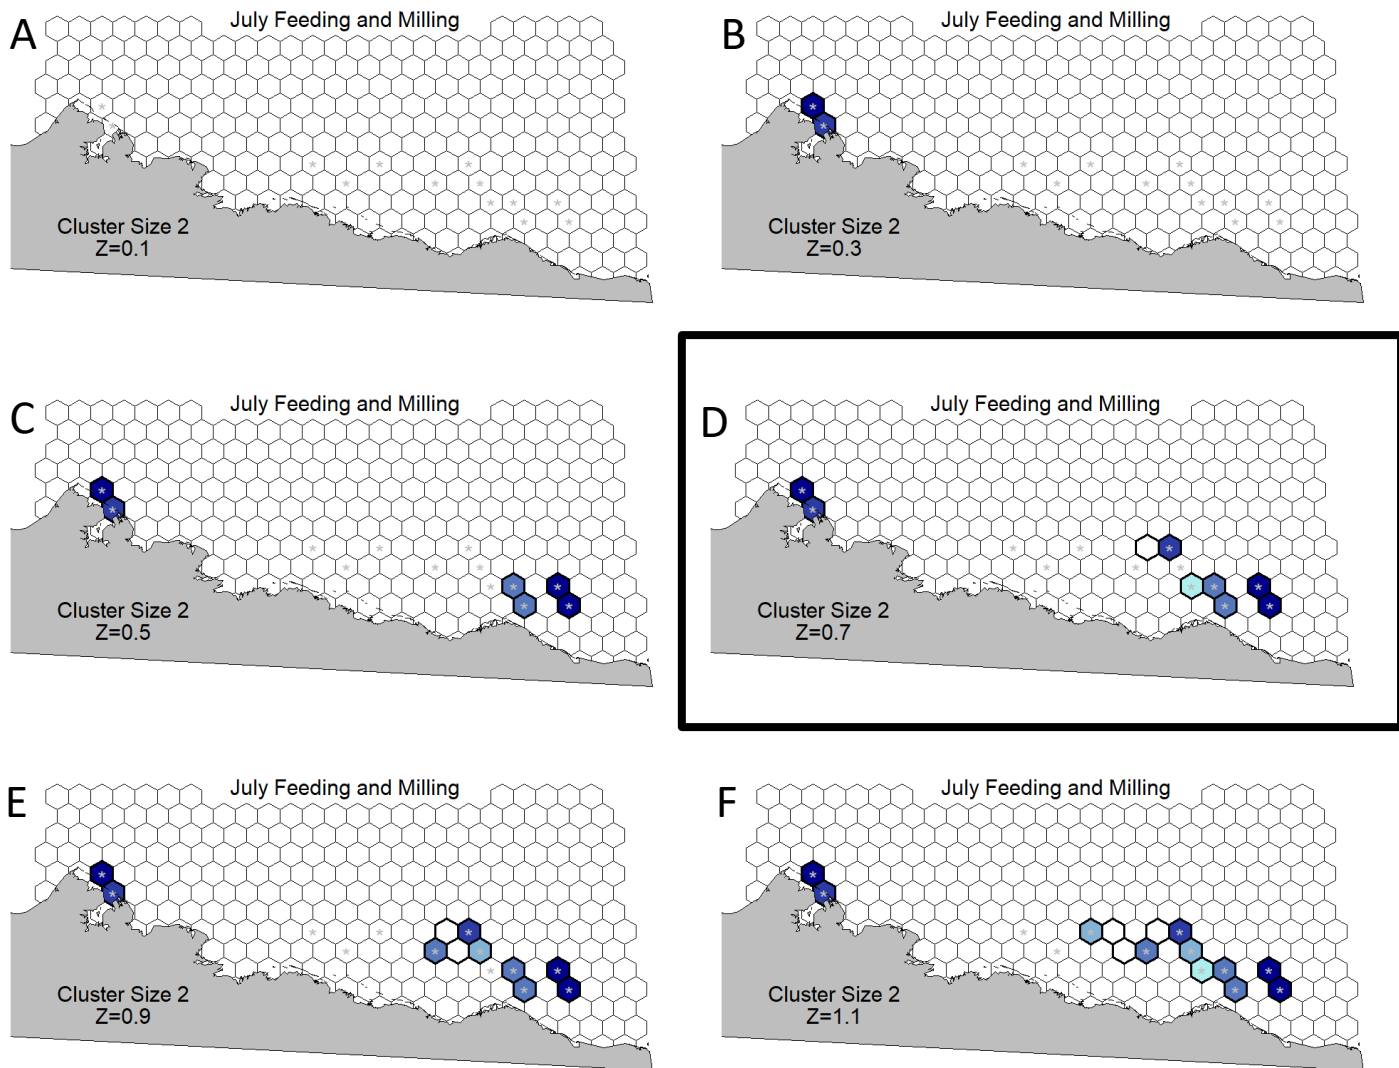 A
July Feeding and Milling
Cluster Size 2
Z=0.1
B
July Feeding and Milling
Cluster Size 2
Z=0.3
C
July Feeding and Milling
Cluster Size 2
Z=0.5
D
July Feeding and Milling
Cluster Size 2
Z=0.7
E
July Feeding and Milling
Cluster Size 2
Z=0.9
F
July Feeding and Milling
Cluster Size 2
Z=1.1